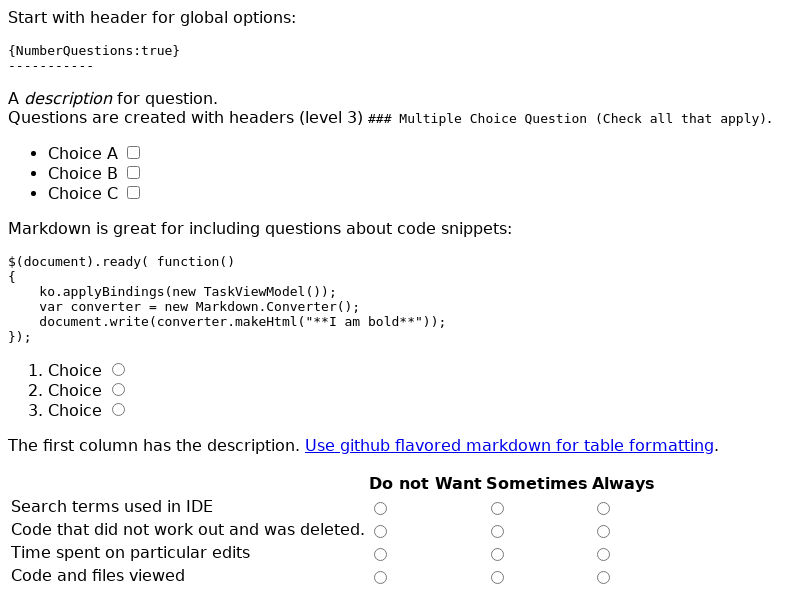 Start with header for global options:
{NumberQuestions:true}
-----------
A description for question.
Questions are created with headers (level 3) ### Multiple Choice Question (Check all that apply).
Choice A
Choice B
Choice C
Markdown is great for including questions about code snippets:
$(document).ready( function()
{
    ko.applyBindings(new TaskViewModel());
    var converter = new Markdown.Converter();
    document.write(converter.makeHtml("**I am bold**"));
});
1. Choice
2. Choice
3. Choice
The first column has the description. Use github flavored markdown for table formatting.
Do not Want Sometimes Always
Search terms used in IDE
Code that did not work out and was deleted.
Time spent on particular edits
Code and files viewed